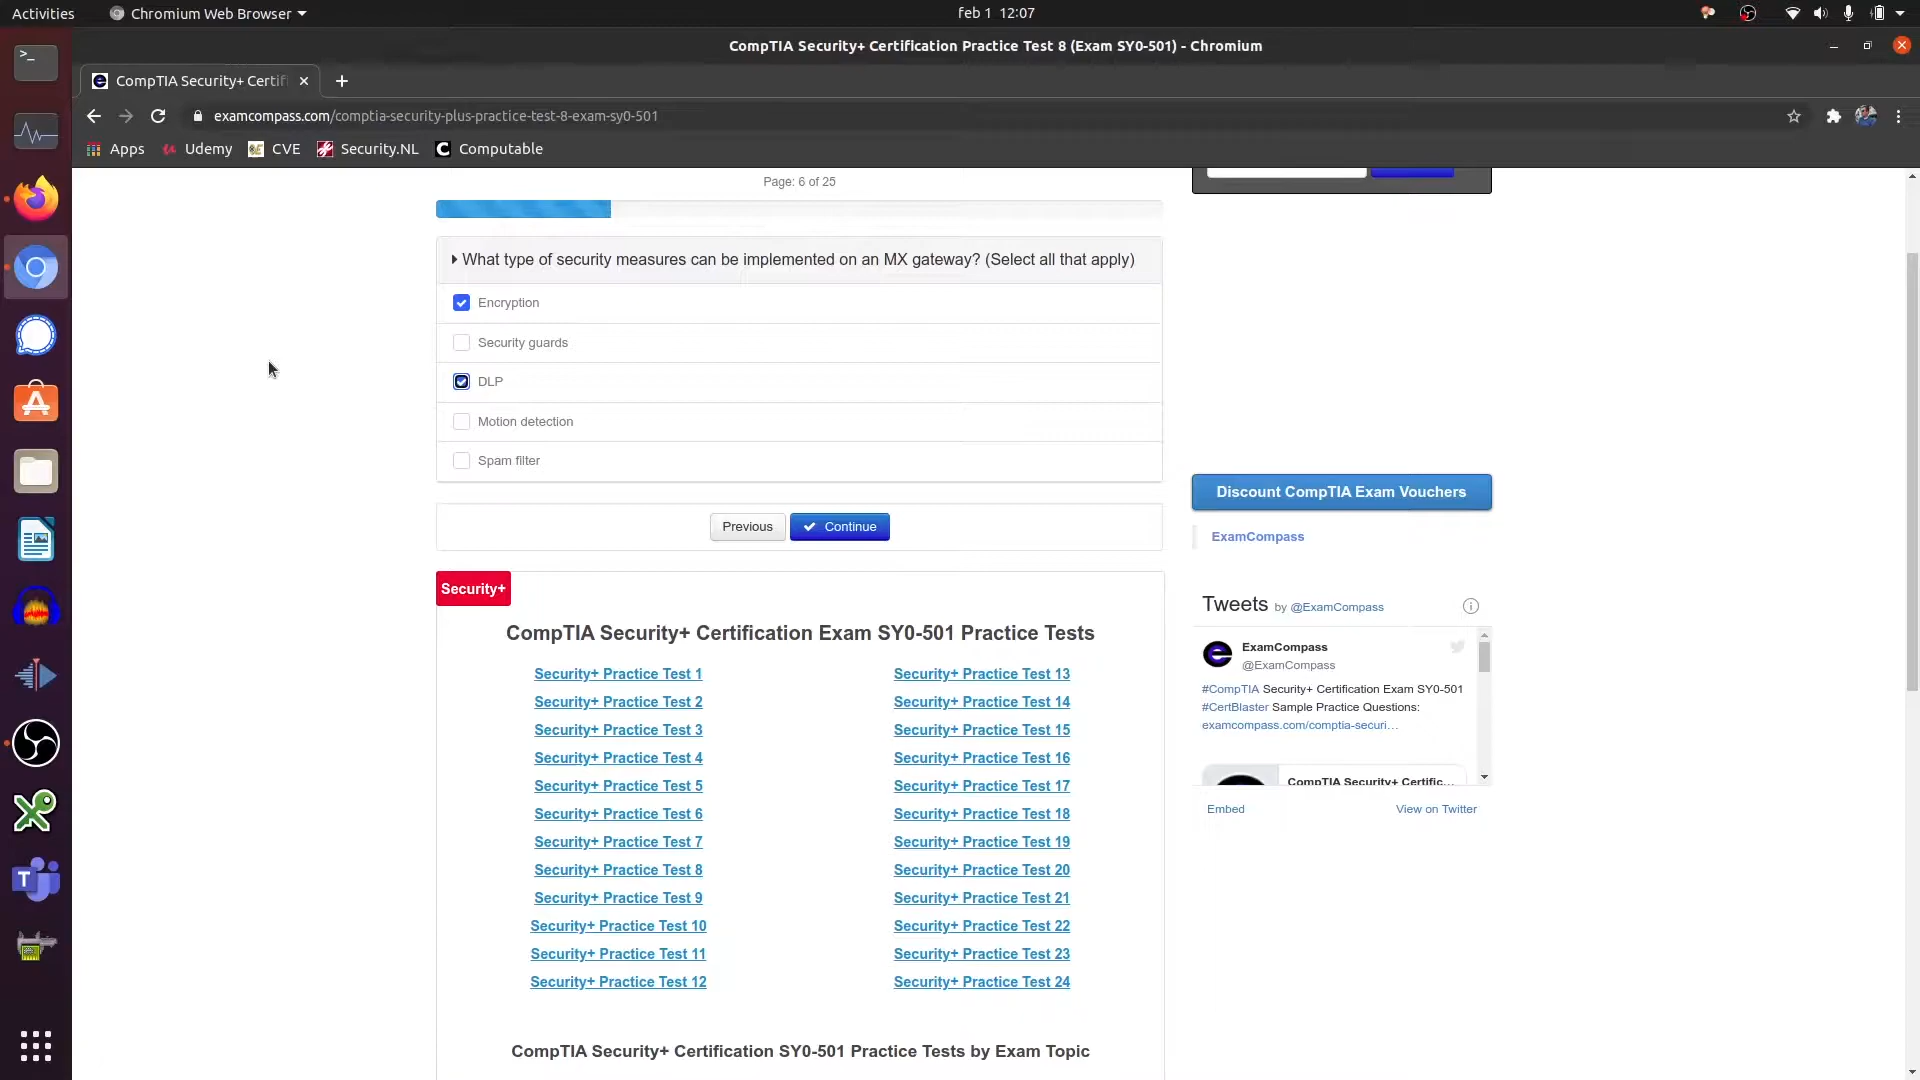 Activities
Chromium Web Browser
feb 1 12:07
CompTIA Security+ Certification Practice Test 8 (Exam SY0-501) - Chromium
CompTIA Security+ Certifi
examcompass.com/comptia-security-plus-practice-test-8-exam-sy0-501
Apps
Udemy
CVE
Security.NL
Computable
Page: 6 of 25
What type of security measures can be implemented on an MX gateway? (Select all that apply)
Encryption
Security guards
DLP
Motion detection
Spam filter
Previous
Continue
Security+
CompTIA Security+ Certification Exam SY0-501 Practice Tests
Security+ Practice Test 1
Security+ Practice Test 2
Security+ Practice Test 3
Security+ Practice Test 4
Security+ Practice Test 5
Security+ Practice Test 6
Security+ Practice Test 7
Security+ Practice Test 8
Security+ Practice Test 9
Security+ Practice Test 10
Security+ Practice Test 11
Security+ Practice Test 12
Security+ Practice Test 13
Security+ Practice Test 14
Security+ Practice Test 15
Security+ Practice Test 16
Security+ Practice Test 17
Security+ Practice Test 18
Security+ Practice Test 19
Security+ Practice Test 20
Security+ Practice Test 21
Security+ Practice Test 22
Security+ Practice Test 23
Security+ Practice Test 24
CompTIA Security+ Certification SY0-501 Practice Tests by Exam Topic
Discount CompTIA Exam Vouchers
ExamCompass
Tweets by @ExamCompass
ExamCompass
@ExamCompass
#CompTIA Security+ Certification Exam SY0-501
#CertBlaster Sample Practice Questions:
examcompass.com/comptia-securi…
CompTIA Security+ Certific...
Embed
View on Twitter